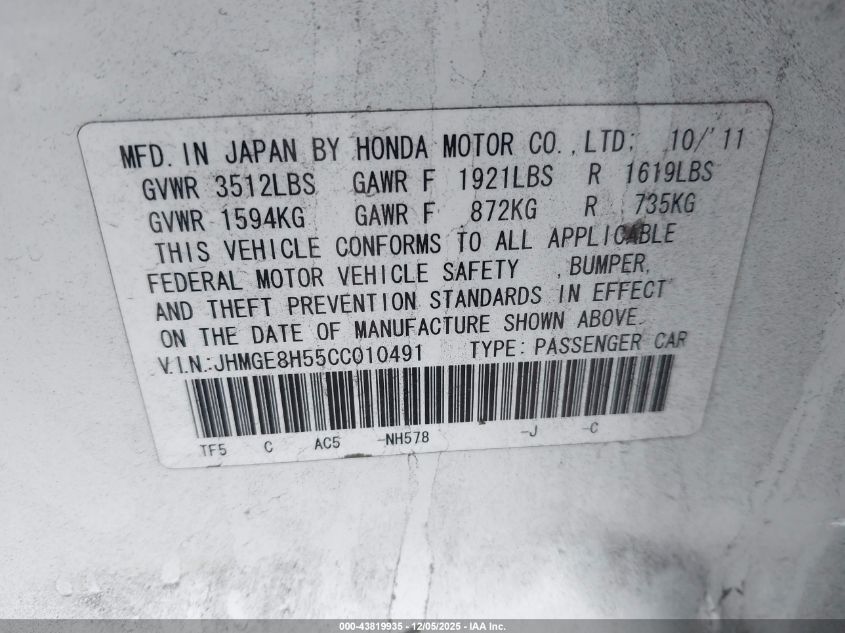 MFD. IN JAPAN BY HONDA MOTOR CO., LTD. 10/'11
GVWR 3512LBS GAWR F 1921LBS R 1619LBS
GVWR 1594KG GAWR F 872KG R 735KG
THIS VEHICLE CONFORMS TO ALL APPLICABLE
FEDERAL MOTOR VEHICLE SAFETY , BUMPER,
AND THEFT PREVENTION STANDARDS IN EFFECT
ON THE DATE OF MANUFACTURE SHOWN ABOVE.
V.I.N.:JHMGE8H55CC010491 TYPE: PASSENGER CAR
TF5 C AC5 -NH578 -J -C
000-43819935 - 12/05/2025 - IAA Inc.